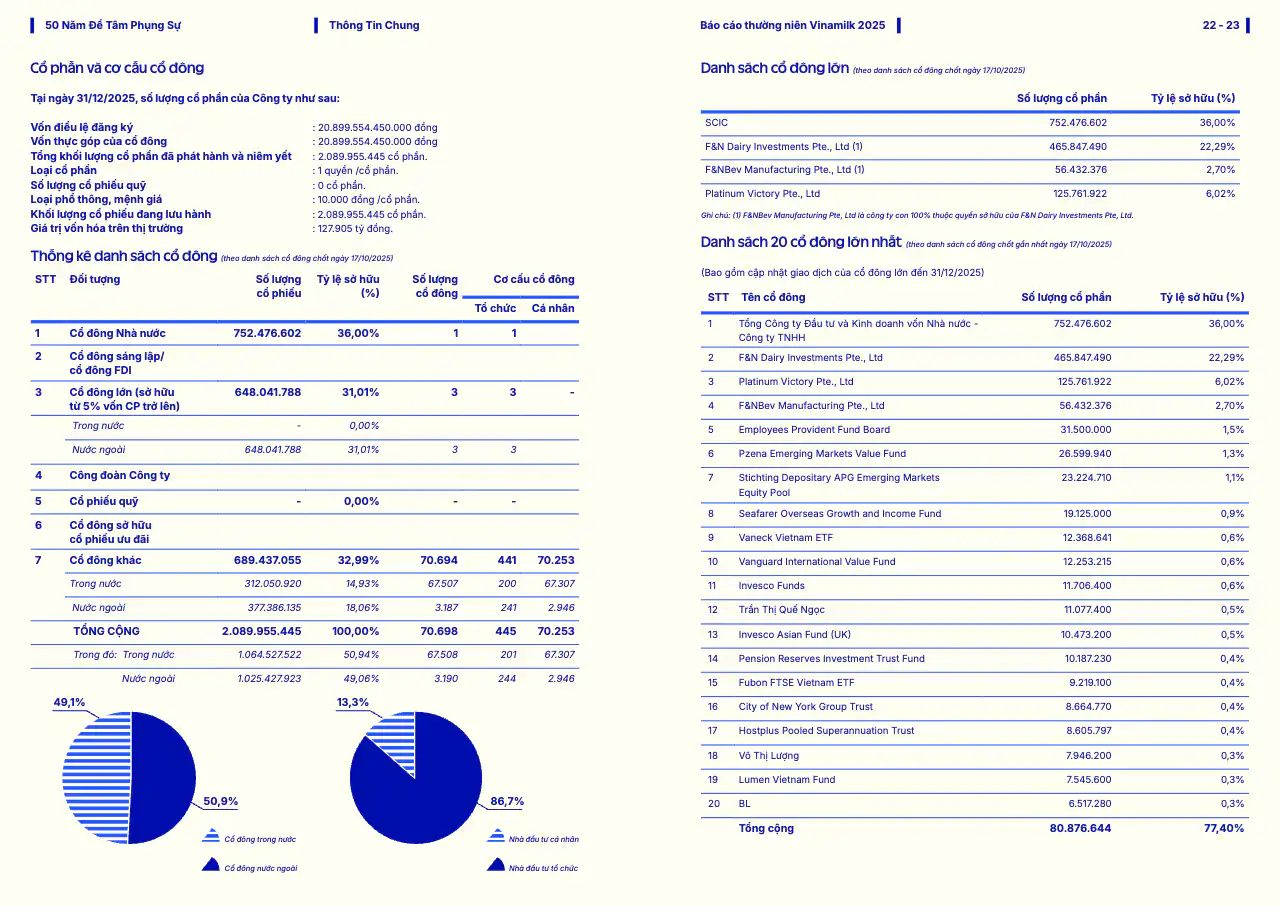 50 Năm Để Tâm Phụng Sự
Thông Tin Chung
Cổ phần và cơ cấu cổ đông
Tại ngày 31/12/2025, số lượng cổ phần của Công ty như sau:
Vốn điều lệ đăng ký : 20.899.554.450.000 đồng
Vốn thực góp của cổ đông : 20.899.554.450.000 đồng
Tổng khối lượng cổ phần đã phát hành và niêm yết : 2.089.955.445 cổ phần.
Loại cổ phần : 1 quyền /cổ phần.
Số lượng cổ phiếu quỹ : 0 cổ phần.
Loại phổ thông, mệnh giá : 10.000 đồng /cổ phần.
Khối lượng cổ phiếu đang lưu hành : 2.089.955.445 cổ phần.
Giá trị vốn hóa trên thị trường : 127.905 tỷ đồng.
Thống kê danh sách cổ đông (theo danh sách cổ đông chốt ngày 17/10/2025)
STT Đối tượng Số lượng Tỷ lệ sở hữu Số lượng Cơ cấu cổ đông
cổ phiếu (%) cổ đông
Tổ chức Cá nhân
1 Cổ đông Nhà nước 752.476.602 36,00% 1 1
2 Cổ đông sáng lập/
cổ đông FDI
3 Cổ đông lớn (sở hữu 648.041.788 31,01% 3 3 -
từ 5% vốn CP trở lên)
Trong nước - 0,00%
Nước ngoài 648.041.788 31,01% 3 3
4 Công đoàn Công ty
5 Cổ phiếu quỹ - 0,00% - -
6 Cổ đông sở hữu
cổ phiếu ưu đãi
7 Cổ đông khác 689.437.055 32,99% 70.694 441 70.253
Trong nước 312.050.920 14,93% 67.507 200 67.307
Nước ngoài 377.386.135 18,06% 3.187 241 2.946
TỔNG CỘNG 2.089.955.445 100,00% 70.698 445 70.253
Trong đó: Trong nước 1.064.527.522 50,94% 67.508 201 67.307
Nước ngoài 1.025.427.923 49,06% 3.190 244 2.946
49,1%
50,9%
Cổ đông trong nước
Cổ đông nước ngoài
13,3%
86,7%
Nhà đầu tư cá nhân
Nhà đầu tư tổ chức
Báo cáo thường niên Vinamilk 2025
22 - 23
Danh sách cổ đông lớn (theo danh sách cổ đông chốt ngày 17/10/2025)
Số lượng cổ phần Tỷ lệ sở hữu (%)
SCIC 752.476.602 36,00%
F&N Dairy Investments Pte., Ltd (1) 465.847.490 22,29%
F&NBev Manufacturing Pte., Ltd (1) 56.432.376 2,70%
Platinum Victory Pte., Ltd 125.761.922 6,02%
Ghi chú: (1) F&NBev Manufacturing Pte, Ltd là công ty con 100% thuộc quyền sở hữu của F&N Dairy Investments Pte, Ltd.
Danh sách 20 cổ đông lớn nhất (theo danh sách cổ đông chốt gần nhất ngày 17/10/2025)
(Bao gồm cập nhật giao dịch của cổ đông lớn đến 31/12/2025)
STT Tên cổ đông Số lượng cổ phần Tỷ lệ sở hữu (%)
1 Tổng Công ty Đầu tư và Kinh doanh vốn Nhà nước - 752.476.602 36,00%
Công ty TNHH
2 F&N Dairy Investments Pte., Ltd 465.847.490 22,29%
3 Platinum Victory Pte., Ltd 125.761.922 6,02%
4 F&NBev Manufacturing Pte., Ltd 56.432.376 2,70%
5 Employees Provident Fund Board 31.500.000 1,5%
6 Pzena Emerging Markets Value Fund 26.599.940 1,3%
7 Stichting Depositary APG Emerging Markets 23.224.710 1,1%
Equity Pool
8 Seafarer Overseas Growth and Income Fund 19.125.000 0,9%
9 Vaneck Vietnam ETF 12.368.641 0,6%
10 Vanguard International Value Fund 12.253.215 0,6%
11 Invesco Funds 11.706.400 0,6%
12 Trần Thị Quế Ngọc 11.077.400 0,5%
13 Invesco Asian Fund (UK) 10.473.200 0,5%
14 Pension Reserves Investment Trust Fund 10.187.230 0,4%
15 Fubon FTSE Vietnam ETF 9.219.100 0,4%
16 City of New York Group Trust 8.664.770 0,4%
17 Hostplus Pooled Superannuation Trust 8.605.797 0,4%
18 Võ Thị Lượng 7.946.200 0,3%
19 Lumen Vietnam Fund 7.545.600 0,3%
20 BL 6.517.280 0,3%
Tổng cộng 80.876.644 77,40%